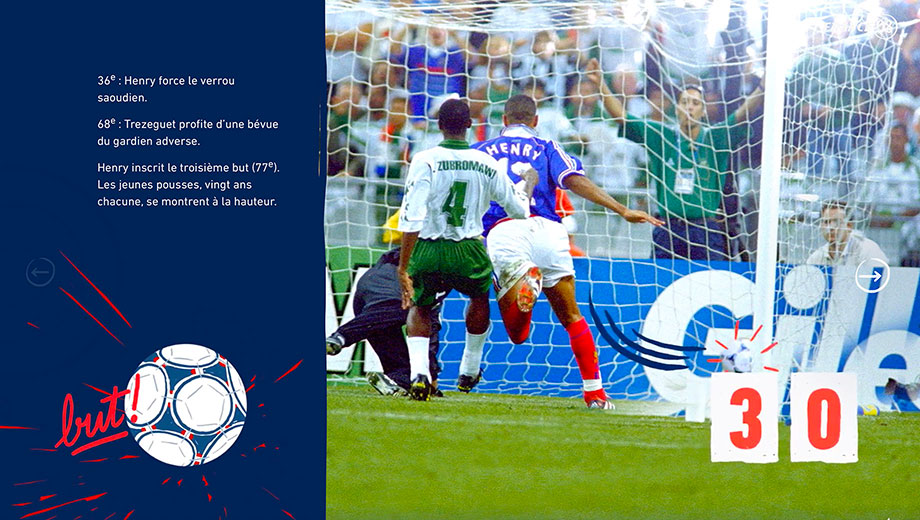 36e : Henry force le verrou
saoudien.
68e : Trezeguet profite d'une bévue
du gardien adverse.
Henry inscrit le troisième but (77e).
Les jeunes pousses, vingt ans
chacune, se montrent à la hauteur.
but!
ZUBROMAWI
4
HENRY
3 0